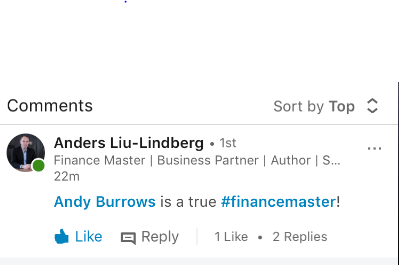 Comments
Sort by Top
Anders Liu-Lindberg • 1st
Finance Master | Business Partner | Author | S...
22m
Andy Burrows is a true #financemaster!
Like Reply 1 Like • 2 Replies